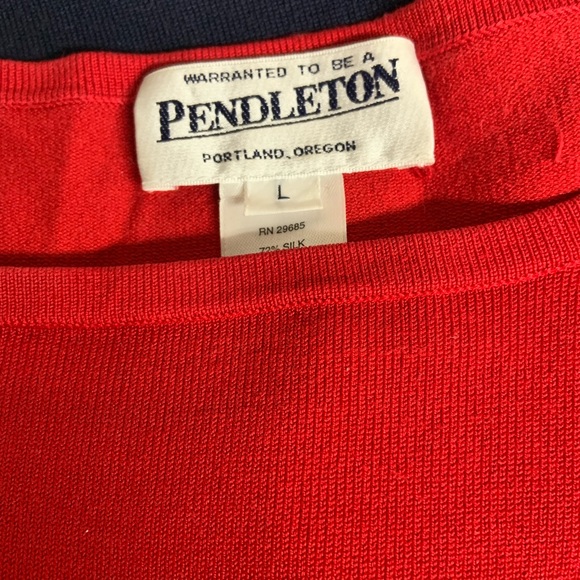 WARRANTED TO BE A
PENDLETON
PORTLAND, OREGON
L
RN 29685
72% SILK